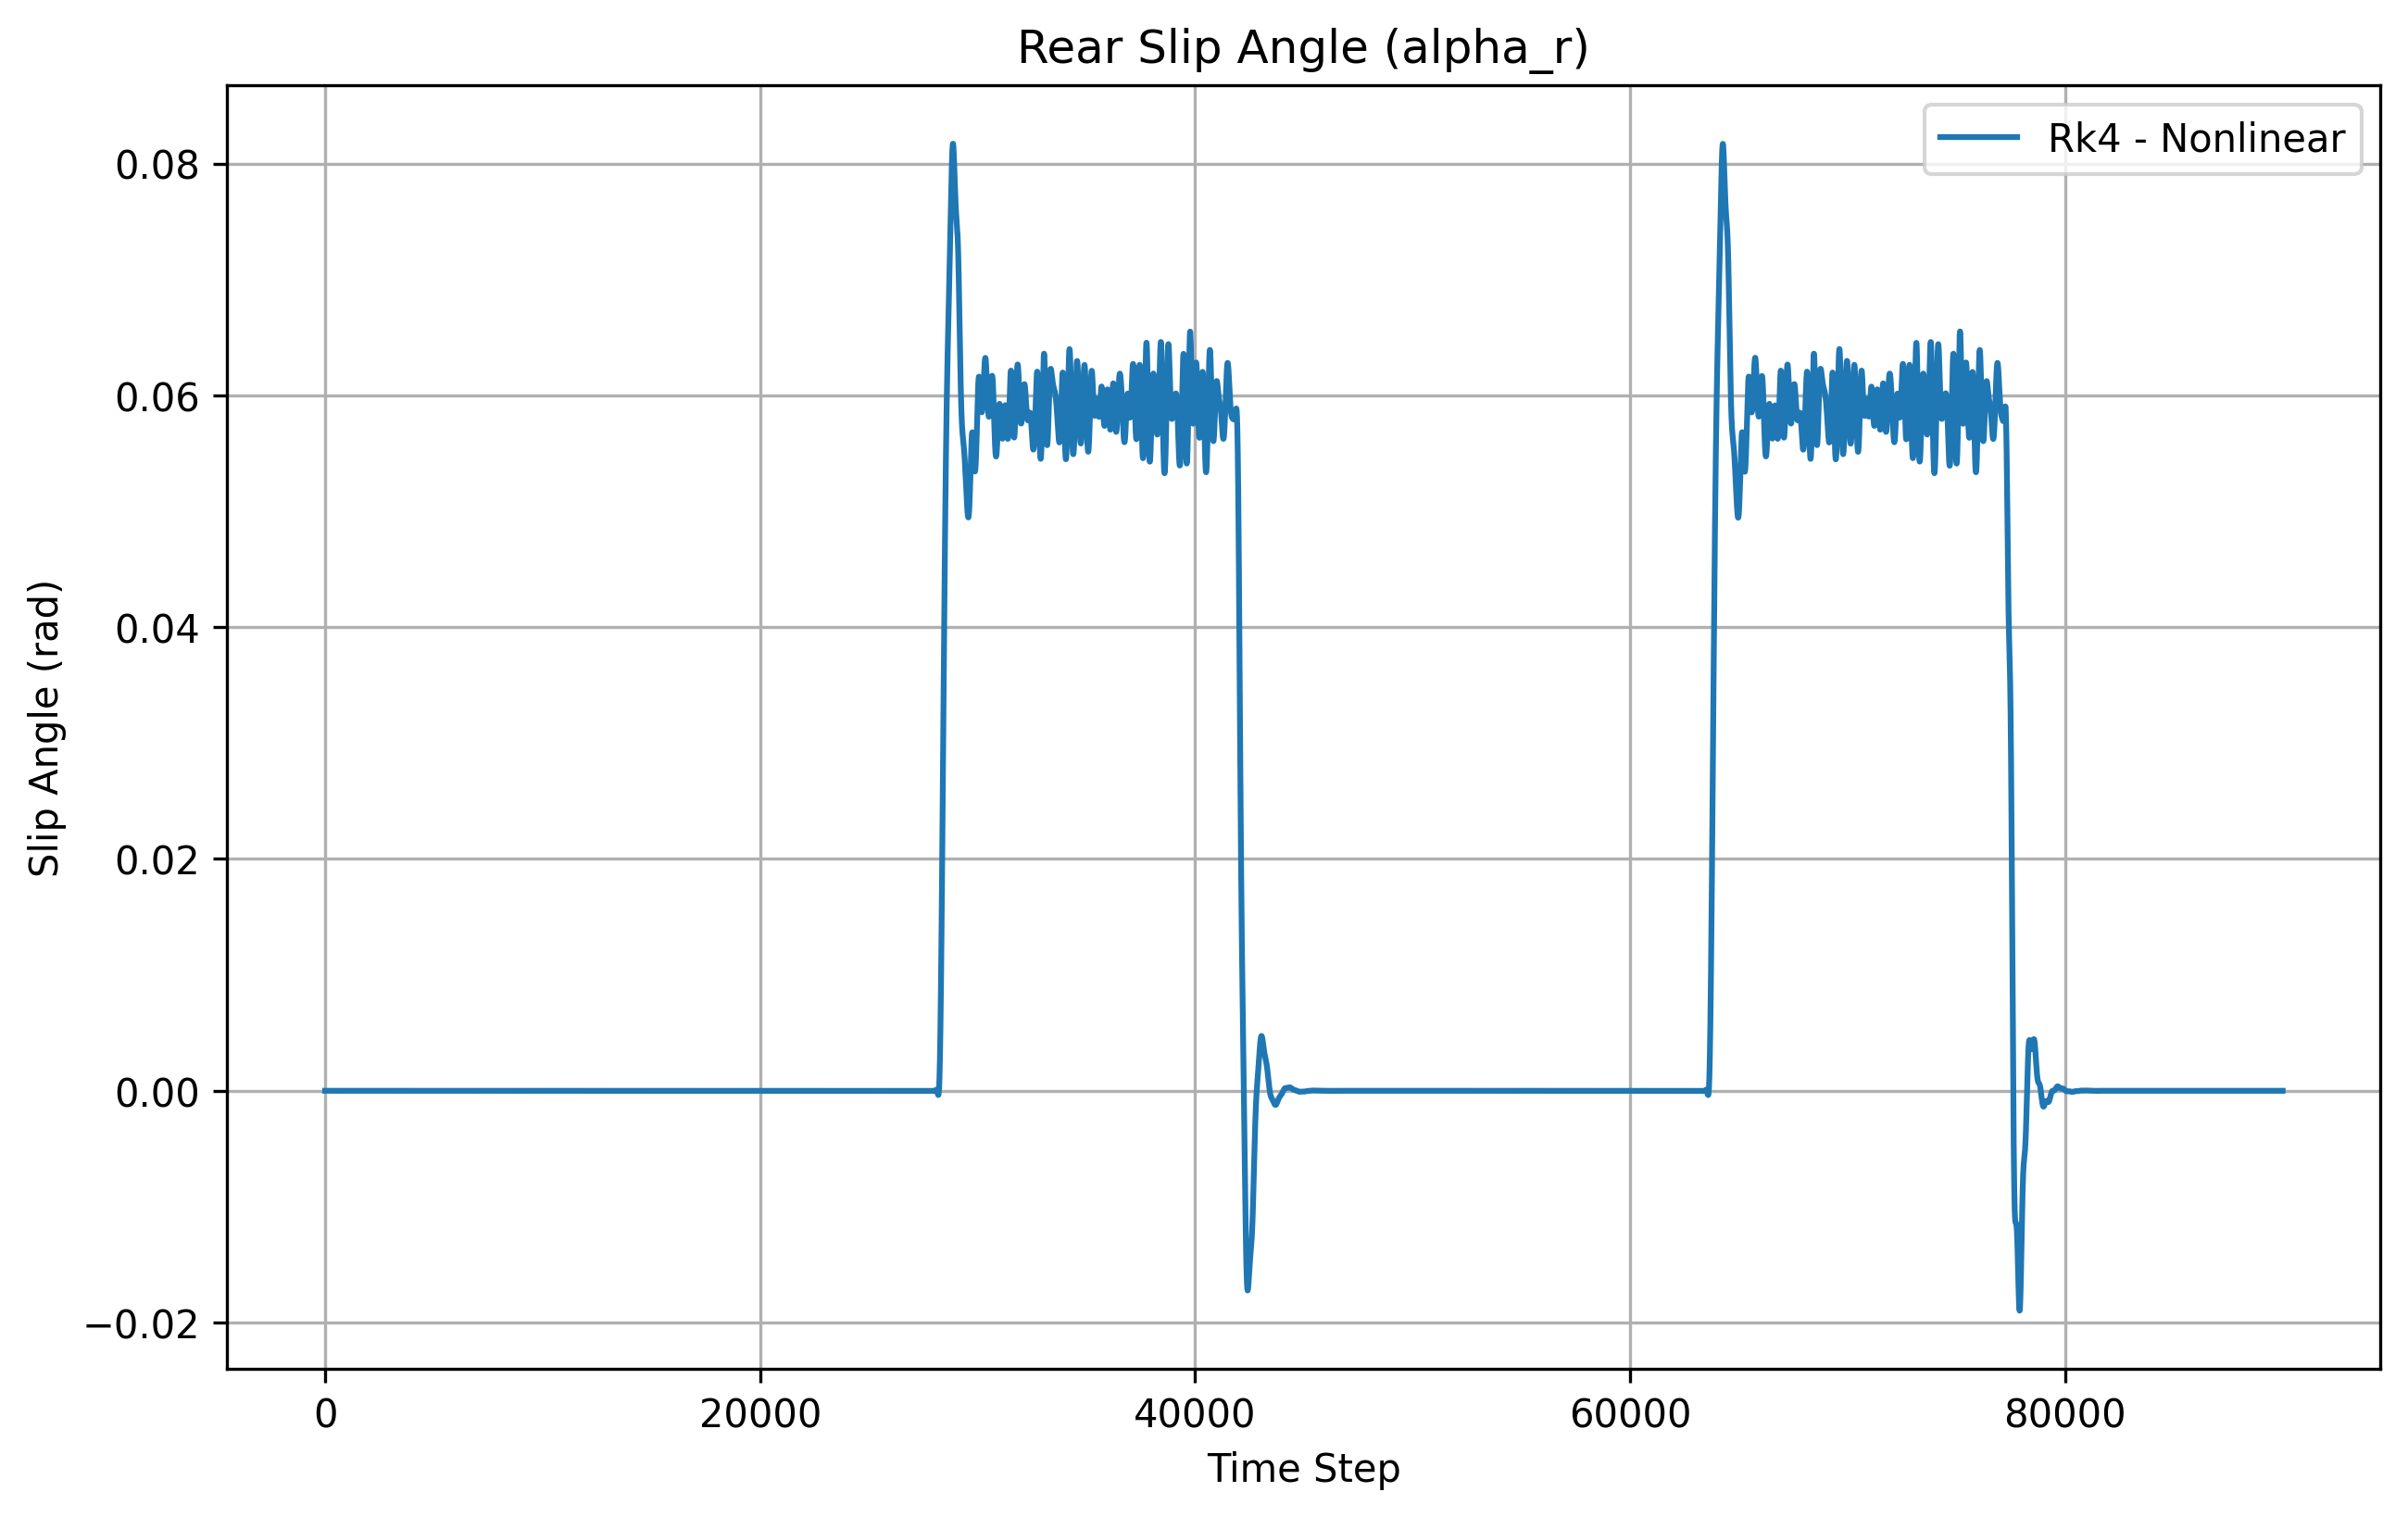 Rear Slip Angle (alpha_r)
Rk4 - Nonlinear
0.08
0.06
0.04
0.02
0.00
−0.02
Slip Angle (rad)
0
20000
40000
60000
80000
Time Step